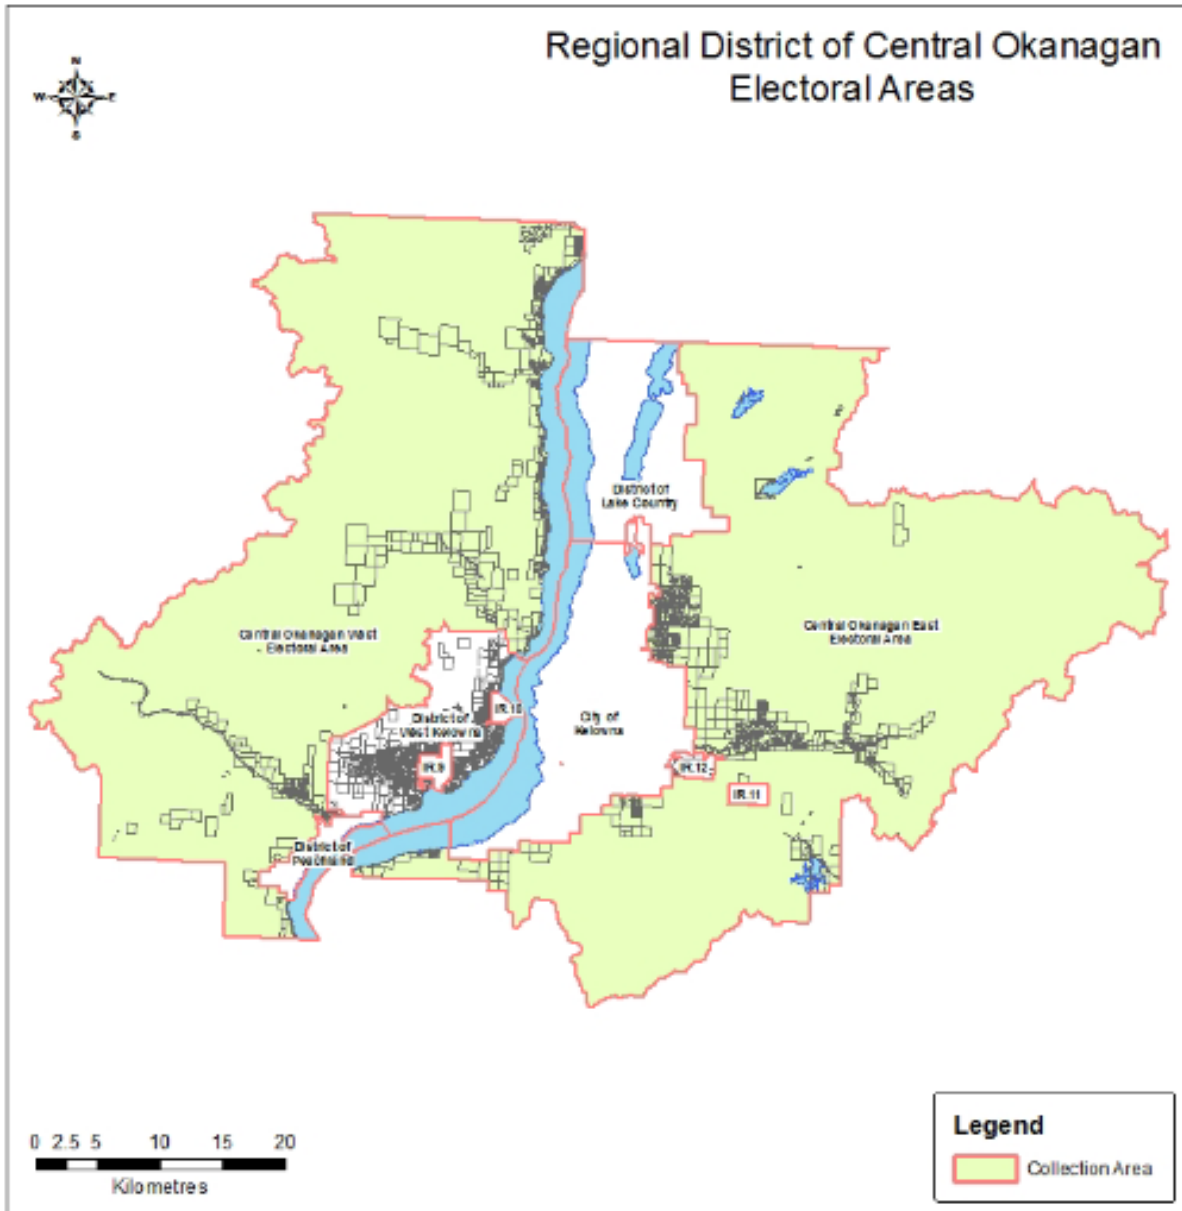 Regional District of Central Okanagan
Electoral Areas
N
W
E
S
District of
Lake Country
Central Okanagan West
Electoral Area
Central Okanagan East
Electoral Area
IR.10
District of
West Kelowna
City of
Kelowna
IR.9
IR.12
IR.11
District of
Peachland
Legend
Collection Area
0 2.5 5 10 15 20
Kilometres